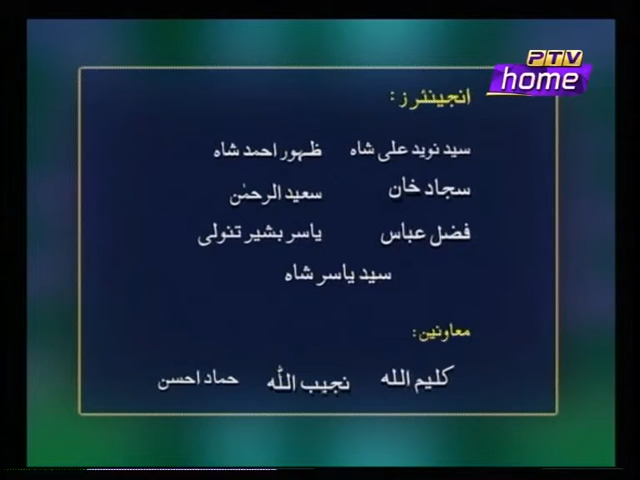 PTV
home
انجینئرز:
سید نوید علی شاہ ظہور احمد شاہ
سجاد خان سعید الرحمٰن
فضل عباس یاسر بشیر تنولی
سید یاسر شاہ
معاونین:
کلیم اللہ نجیب اللہ حماد احسن